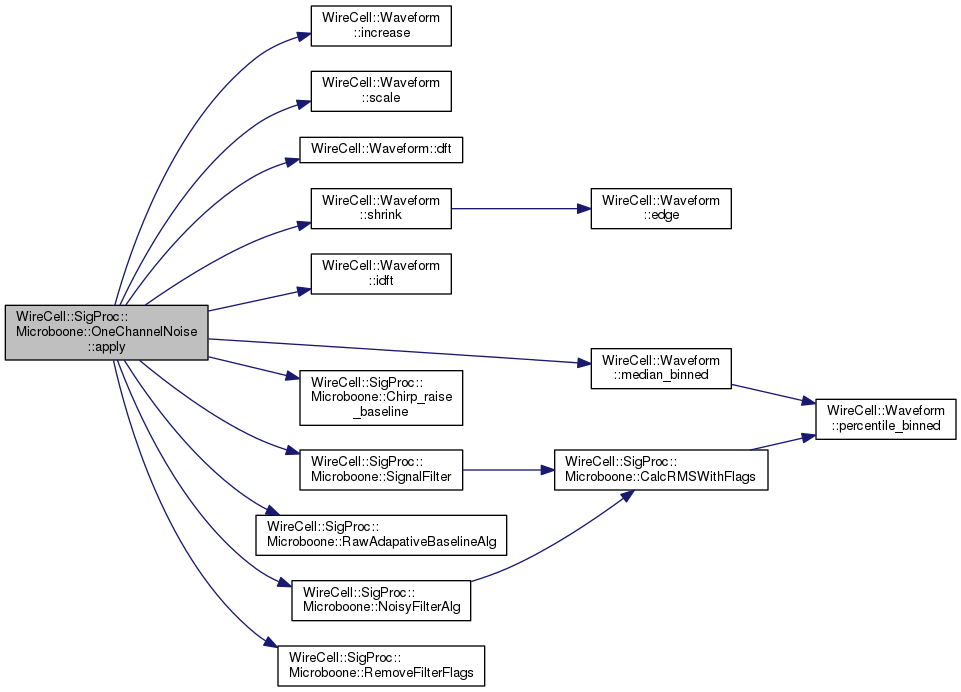 WireCell::Waveform
::increase
WireCell::Waveform
::scale
WireCell::Waveform::dft
WireCell::Waveform
::shrink
WireCell::Waveform
::edge
WireCell::Waveform
::idft
WireCell::SigProc::
Microboone::OneChannelNoise
::apply
WireCell::Waveform
::median_binned
WireCell::SigProc::
Microboone::Chirp_raise
_baseline
WireCell::Waveform
::percentile_binned
WireCell::SigProc::
Microboone::SignalFilter
WireCell::SigProc::
Microboone::CalcRMSWithFlags
WireCell::SigProc::
Microboone::RawAdapativeBaselineAlg
WireCell::SigProc::
Microboone::NoisyFilterAlg
WireCell::SigProc::
Microboone::RemoveFilterFlags